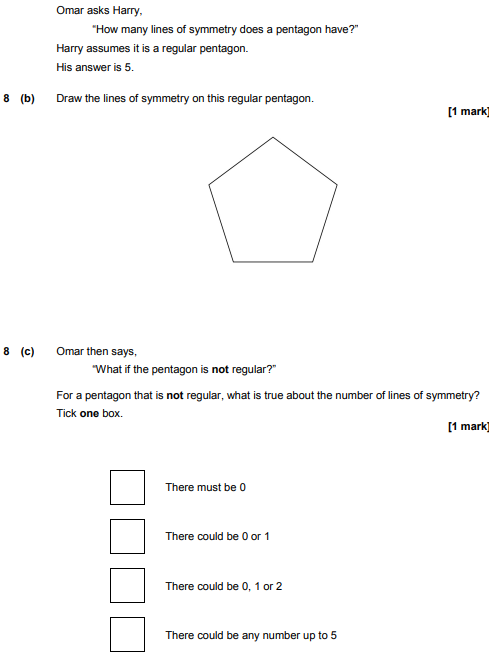 Omar asks Harry,
“How many lines of symmetry does a pentagon have?”
Harry assumes it is a regular pentagon.
His answer is 5.
8 (b) Draw the lines of symmetry on this regular pentagon.
[1 mark]
8 (c) Omar then says,
“What if the pentagon is not regular?”
For a pentagon that is not regular, what is true about the number of lines of symmetry?
Tick one box.
[1 mark]
There must be 0
There could be 0 or 1
There could be 0, 1 or 2
There could be any number up to 5